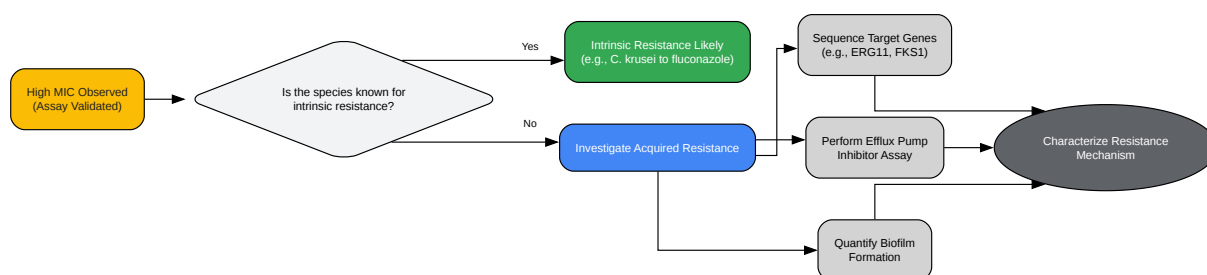 High MIC Observed
(Assay Validated)
Is the species known for
intrinsic resistance?
Yes
No
Intrinsic Resistance Likely
(e.g., C. krusei to fluconazole)
Investigate Acquired Resistance
Sequence Target Genes
(e.g., ERG11, FKS1)
Perform Efflux Pump
Inhibitor Assay
Quantify Biofilm
Formation
Characterize Resistance
Mechanism